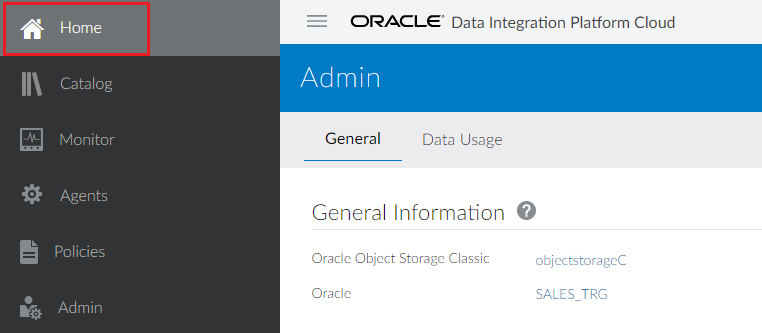 Home
Catalog
Monitor
Agents
Policies
Admin
ORACLE® Data Integration Platform Cloud
Admin
General Data Usage
General Information ?
Oracle Object Storage Classic objectstorageC
Oracle SALES_TRG